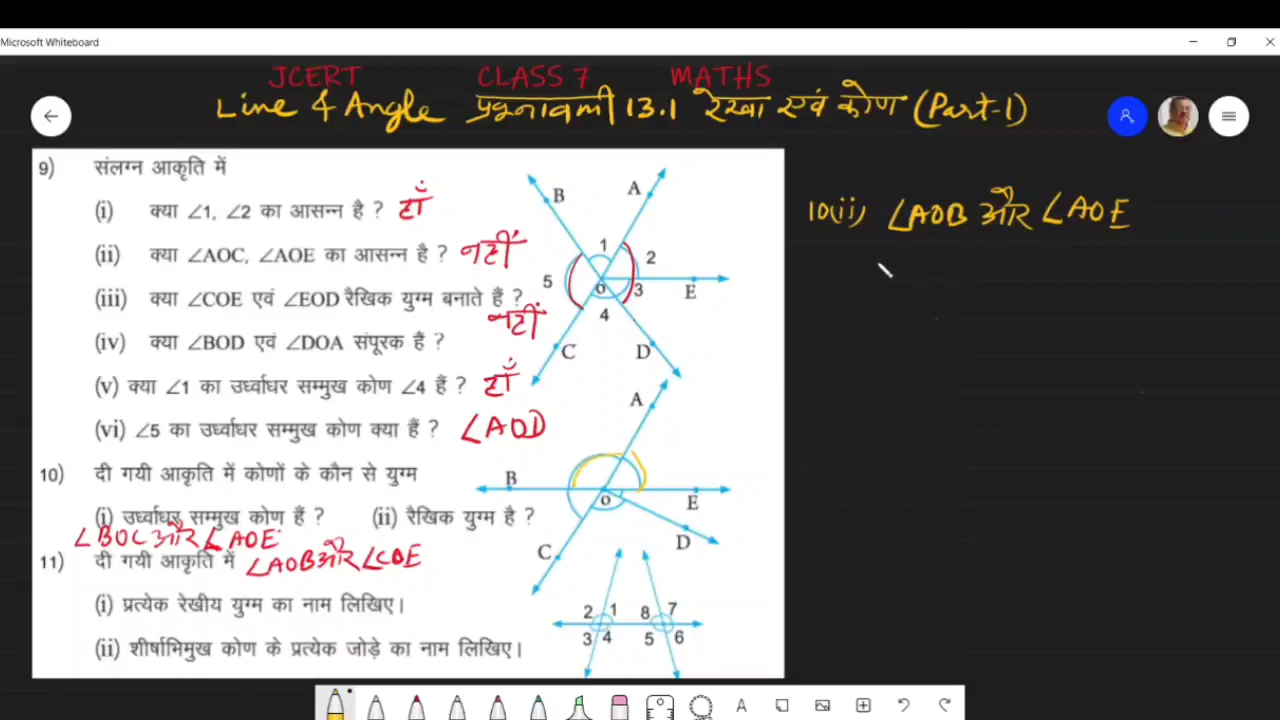 Microsoft Whiteboard
JCERT CLASS 7 MATHS
Line & Angle प्रश्नावली 13.1 रेखा एवं कोण (Part-1)
9) संलग्न आकृति में
(i) क्या ∠1, ∠2 का आसन्न है ? हाँ
(ii) क्या ∠AOC, ∠AOE का आसन्न है ? नहीं
(iii) क्या ∠COE एवं ∠EOD रैखिक युग्म बनाते हैं ?
नहीं
(iv) क्या ∠BOD एवं ∠DOA संपूरक हैं ?
(v) क्या ∠1 का उर्ध्वाधर सम्मुख कोण ∠4 हैं ? हाँ
(vi) ∠5 का उर्ध्वाधर सम्मुख कोण क्या हैं ? ∠AOD
10) दी गयी आकृति में कोणों के कौन से युग्म
(i) उर्ध्वाधर सम्मुख कोण हैं ? (ii) रैखिक युग्म है ?
∠BOC और ∠AOE
∠AOB और ∠COE
11) दी गयी आकृति में
(i) प्रत्येक रेखीय युग्म का नाम लिखिए।
(ii) शीर्षाभिमुख कोण के प्रत्येक जोड़े का नाम लिखिए।
B A
1 2
5 O 3 E
4
C D
A
B
O E
C D
2 1 8 7
3 4 5 6
10(ii) ∠AOB और ∠AOE
A